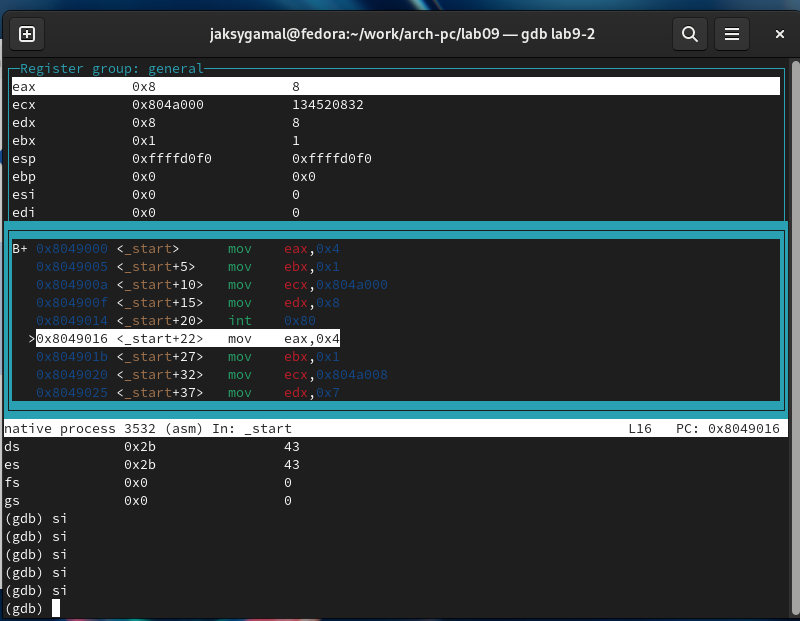 jaksygamal@fedora:~/work/arch-pc/lab09 — gdb lab9-2
Register group: general
eax 0x8 8
ecx 0x804a000 134520832
edx 0x8 8
ebx 0x1 1
esp 0xffffd0f0 0xffffd0f0
ebp 0x0 0x0
esi 0x0 0
edi 0x0 0
B+ 0x8049000 <_start> mov eax,0x4
0x8049005 <_start+5> mov ebx,0x1
0x804900a <_start+10> mov ecx,0x804a000
0x804900f <_start+15> mov edx,0x8
0x8049014 <_start+20> int 0x80
>0x8049016 <_start+22> mov eax,0x4
0x804901b <_start+27> mov ebx,0x1
0x8049020 <_start+32> mov ecx,0x804a008
0x8049025 <_start+37> mov edx,0x7
native process 3532 (asm) In: _start L16 PC: 0x8049016
ds 0x2b 43
es 0x2b 43
fs 0x0 0
gs 0x0 0
(gdb) si
(gdb) si
(gdb) si
(gdb) si
(gdb) si
(gdb)